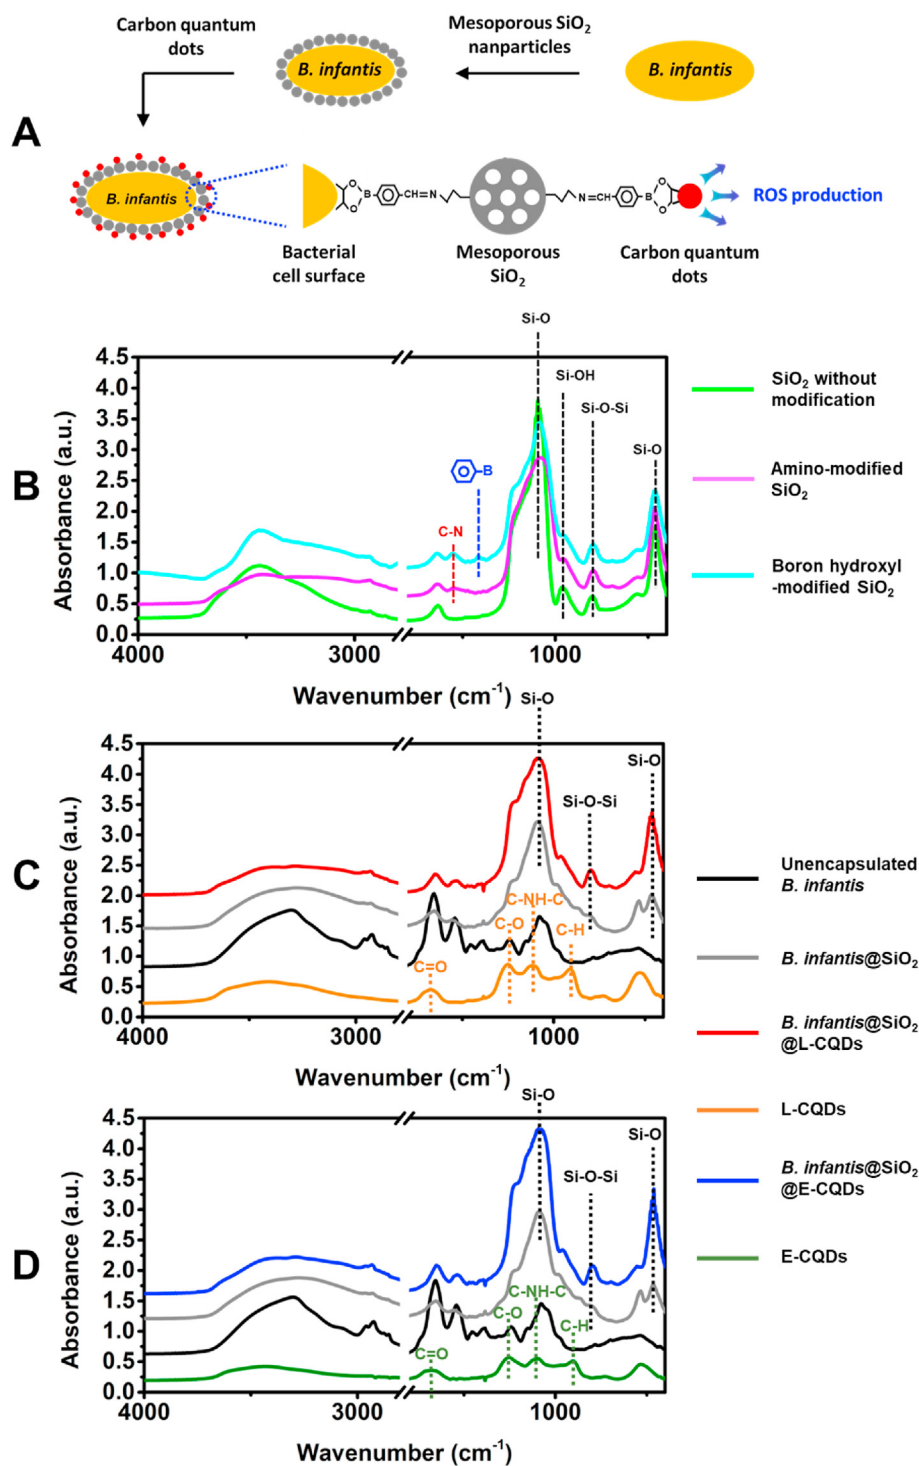 Carbon quantum
dots
Mesoporous SiO2
nanparticles
B. infantis
B. infantis
A
B. infantis
O
O
B
CH=N
N=CH
B
O
O
ROS production
Bacterial
cell surface
Mesoporous
SiO2
Carbon quantum
dots
B
Si-O
Si-OH
Si-O-Si
Si-O
B
C-N
Absorbance (a.u.)
4.5
4.0
3.5
3.0
2.5
2.0
1.5
1.0
0.5
0.0
4000
3000
1000
Wavenumber (cm-1)
SiO2 without
modification
Amino-modified
SiO2
Boron hydroxyl
-modified SiO2
C
Si-O
Si-O-Si
Si-O
C-NH-C
C-O
C-H
C=O
Absorbance (a.u.)
4.5
4.0
3.5
3.0
2.5
2.0
1.5
1.0
0.5
0.0
4000
3000
1000
Wavenumber (cm-1)
Unencapsulated
B. infantis
B. infantis@SiO2
B. infantis@SiO2
@L-CQDs
L-CQDs
B. infantis@SiO2
@E-CQDs
E-CQDs
D
Si-O
Si-O-Si
Si-O
C-NH-C
C-O
C-H
C=O
Absorbance (a.u.)
4.5
4.0
3.5
3.0
2.5
2.0
1.5
1.0
0.5
0.0
4000
3000
1000
Wavenumber (cm-1)